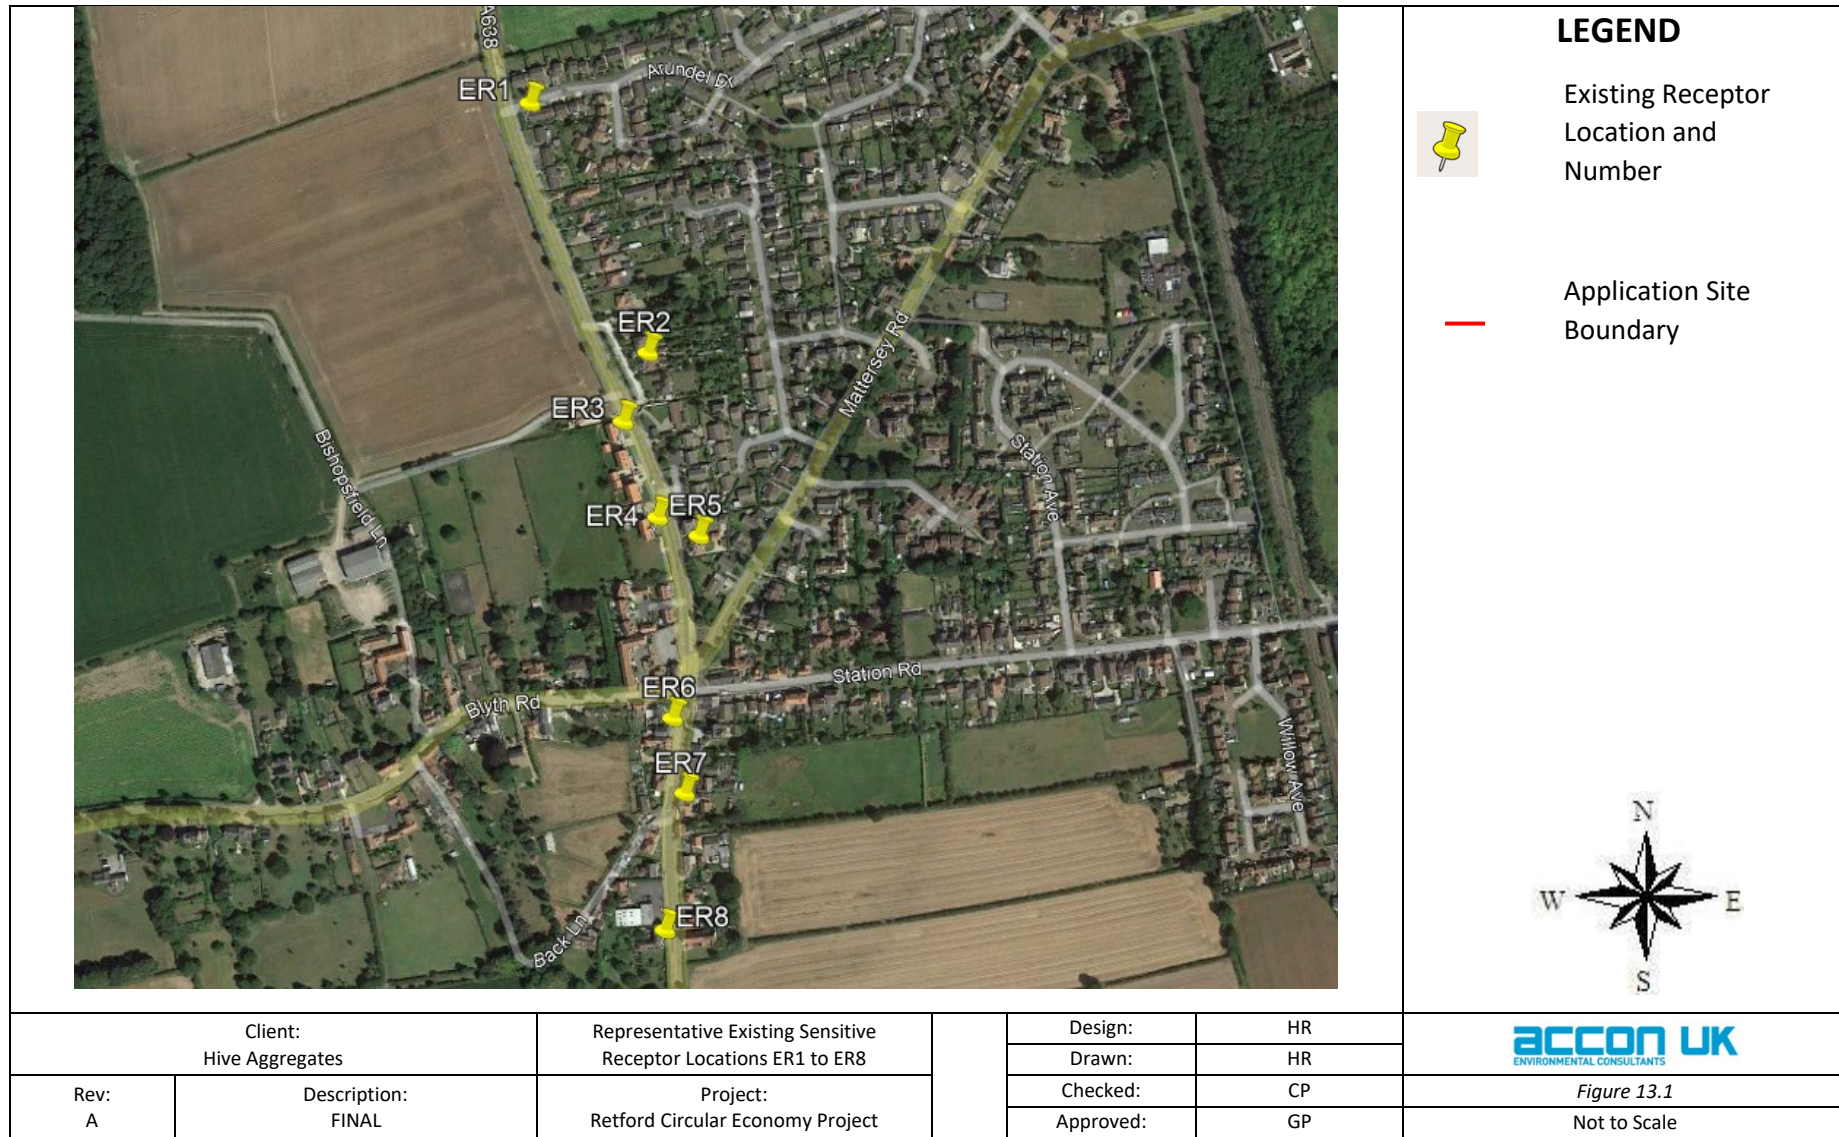 A638
ER1
Arundel Dr
ER2
Mattersey Rd
ER3
Bishopsfield Ln
Station Ave
ER4
ER5
Station Rd
ER6
Blyth Rd
Willow Ave
ER7
ER8
Back Ln
LEGEND
Existing Receptor
Location and
Number
Application Site
Boundary
N
W
E
S
Client:
Hive Aggregates
Representative Existing Sensitive
Receptor Locations ER1 to ER8
Rev:
A
Description:
FINAL
Project:
Retford Circular Economy Project
Design:
HR
Drawn:
HR
Checked:
CP
Approved:
GP
accon UK
ENVIRONMENTAL CONSULTANTS
Figure 13.1
Not to Scale